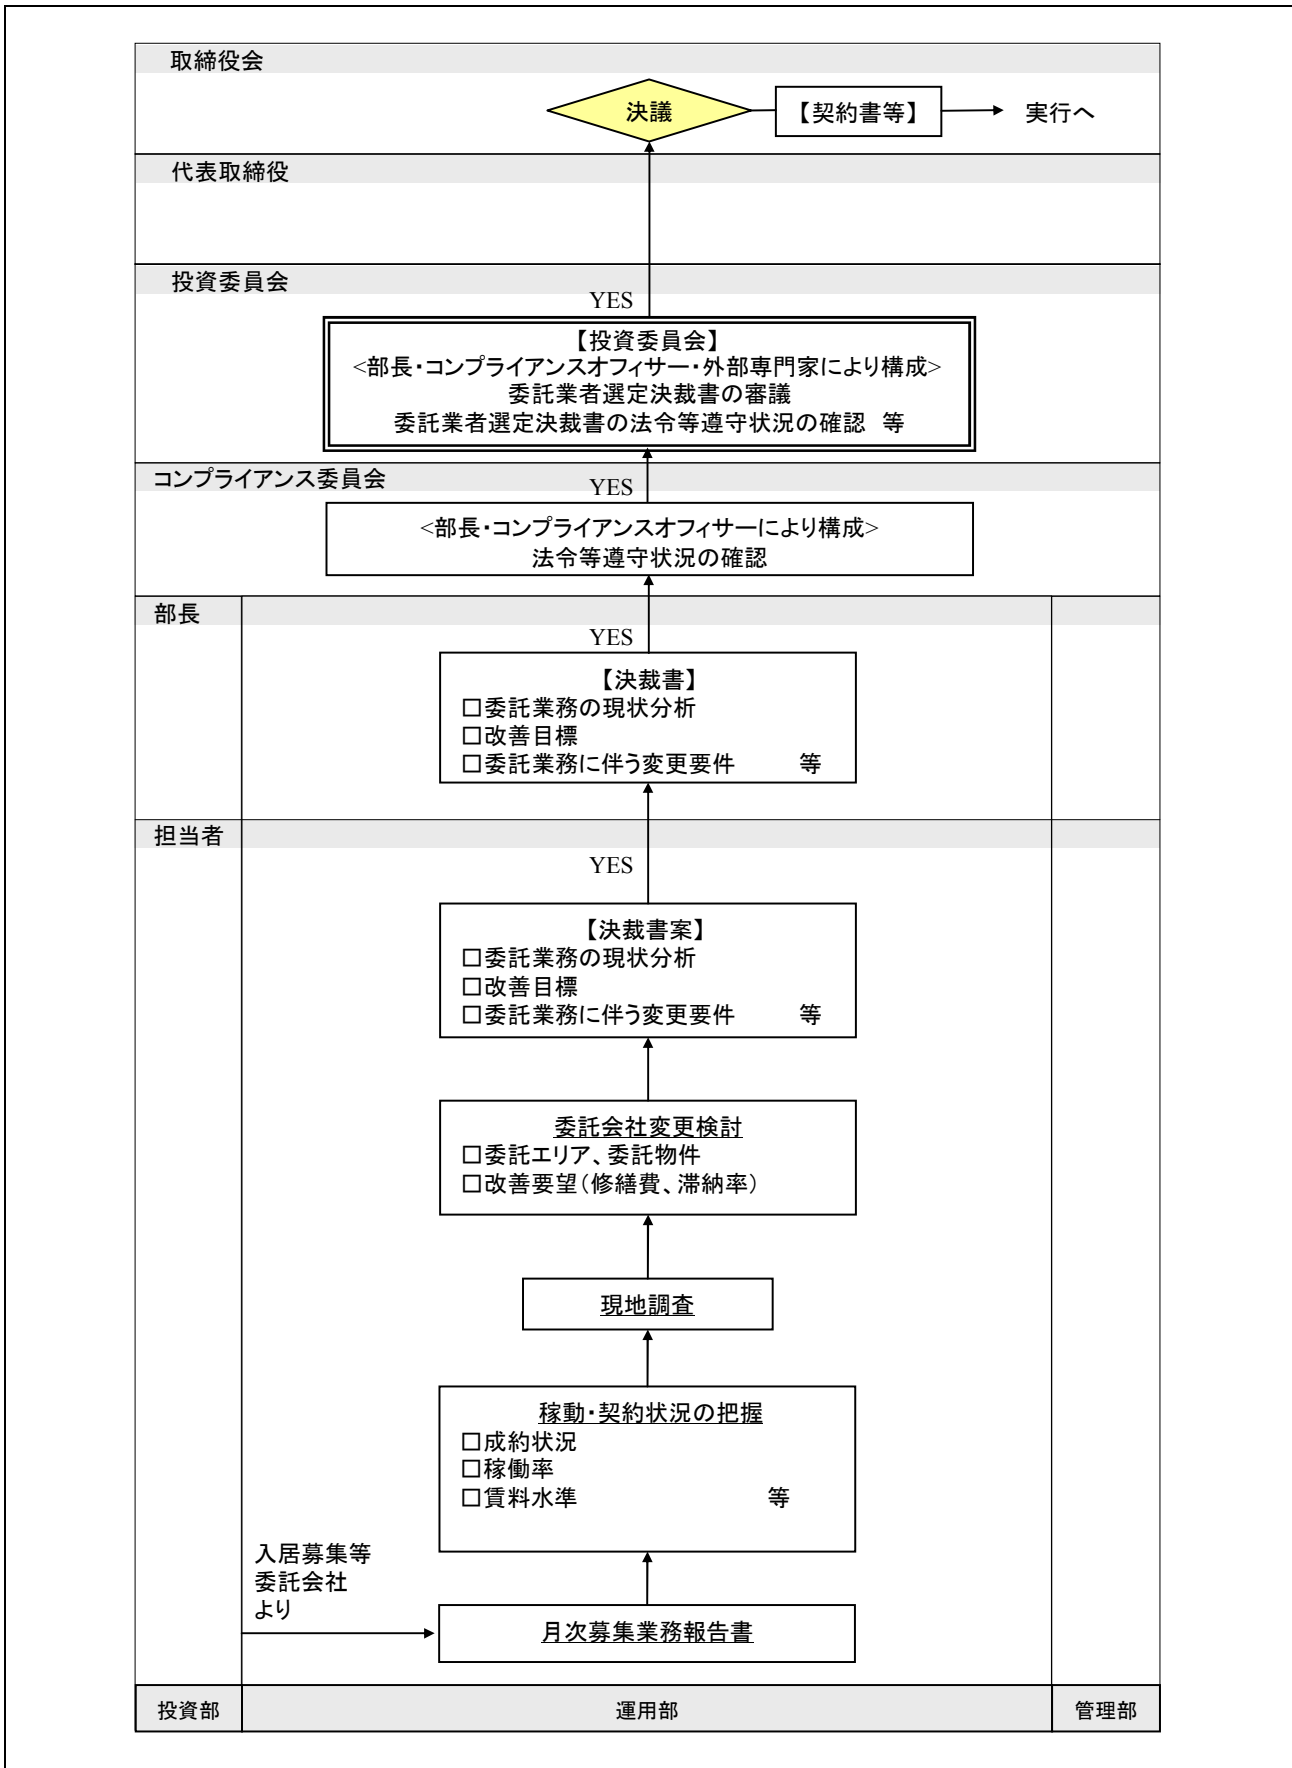 取締役会
決議
【契約書等】
実行へ
代表取締役
投資委員会
YES
【投資委員会】
<部長・コンプライアンスオフィサー・外部専門家により構成>
委託業者選定決裁書の審議
委託業者選定決裁書の法令等遵守状況の確認 等
コンプライアンス委員会
YES
<部長・コンプライアンスオフィサーにより構成>
法令等遵守状況の確認
部長
YES
【決裁書】
□委託業務の現状分析
□改善目標
□委託業務に伴う変更要件 等
担当者
YES
【決裁書案】
□委託業務の現状分析
□改善目標
□委託業務に伴う変更要件 等
委託会社変更検討
□委託エリア、委託物件
□改善要望（修繕費、滞納率）
現地調査
稼動・契約状況の把握
□成約状況
□稼働率
□賃料水準 等
入居募集等
委託会社
より
月次募集業務報告書
投資部
運用部
管理部